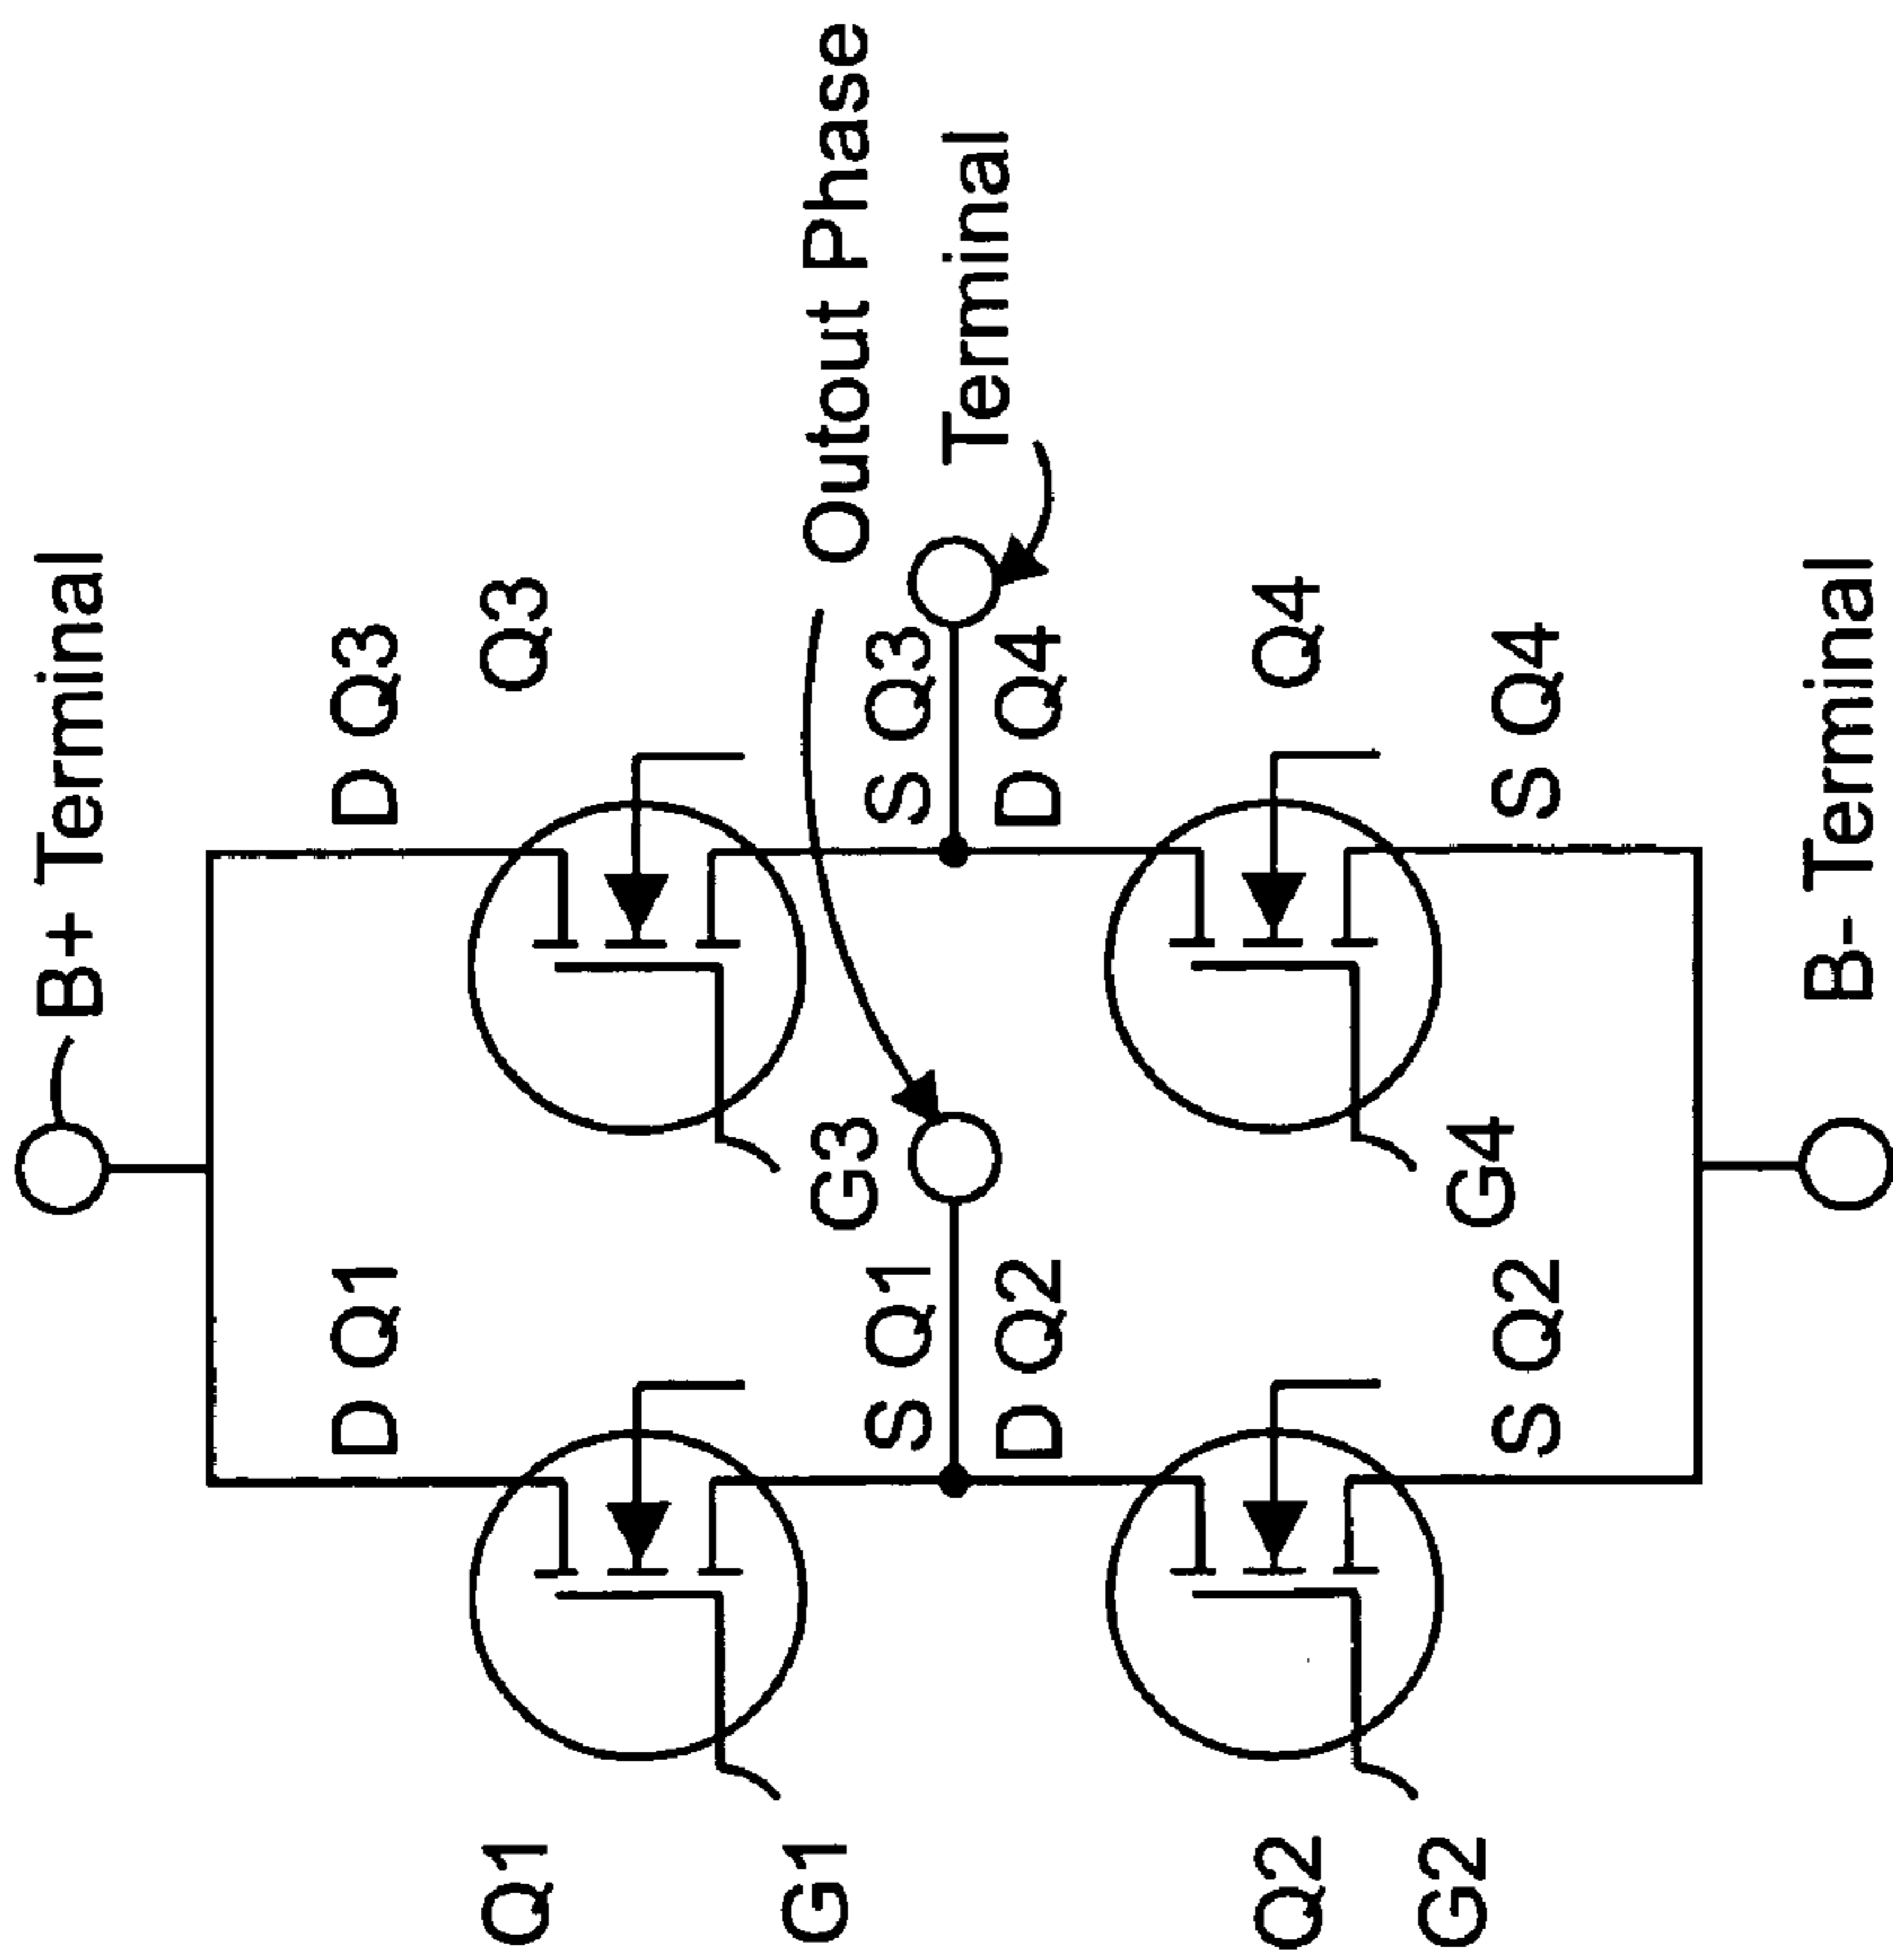 B+ Terminal
D Q1
D Q3
Q1
Q3
G1
G3
Outout Phase
Terminal
S Q1
S Q3
D Q2
D Q4
Q2
Q4
G2
G4
S Q2
S Q4
B- Terminal